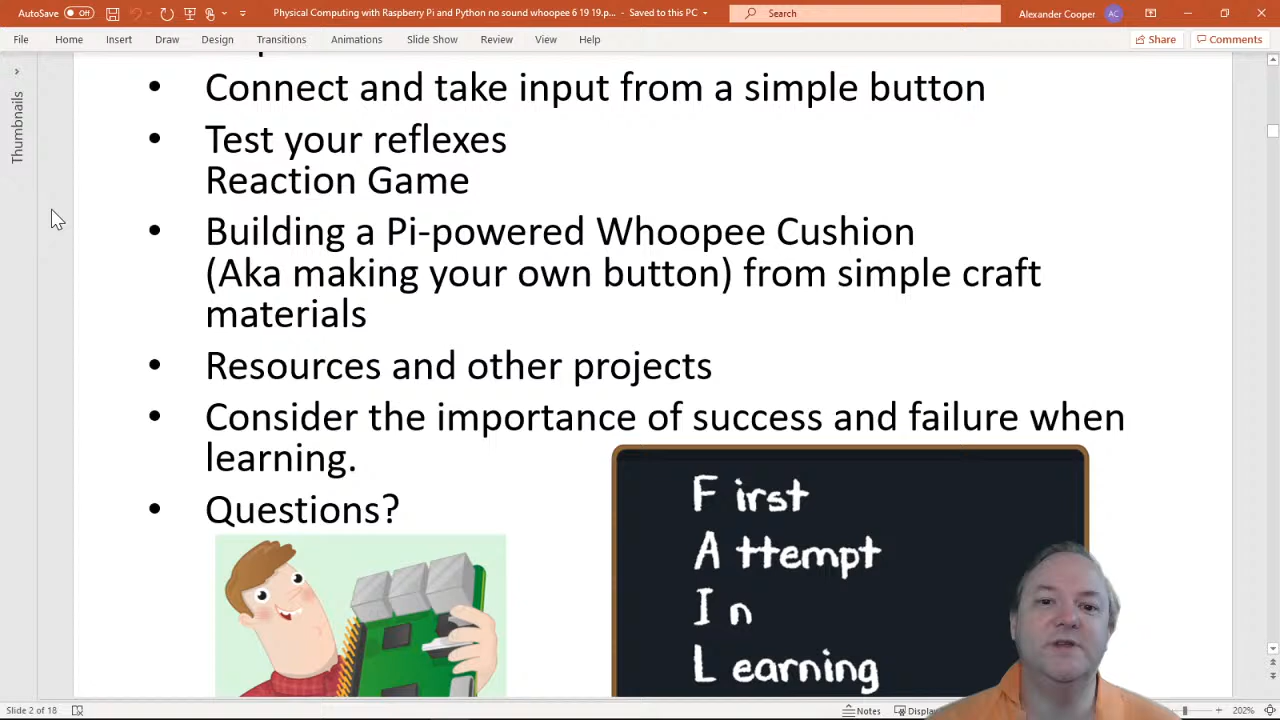 AutoSave Off Physical Computing with Raspberry Pi and Python no sound whoopee 6 19 19.p... - Saved to this PC Search Alexander Cooper AC
File Home Insert Draw Design Transitions Animations Slide Show Review View Help Share Comments
Thumbnails
• Connect and take input from a simple button
• Test your reflexes
Reaction Game
• Building a Pi-powered Whoopee Cushion
(Aka making your own button) from simple craft
materials
• Resources and other projects
• Consider the importance of success and failure when
learning.
• Questions?
F irst
A ttempt
I n
L earning
Slide 2 of 18 Notes Display 202%